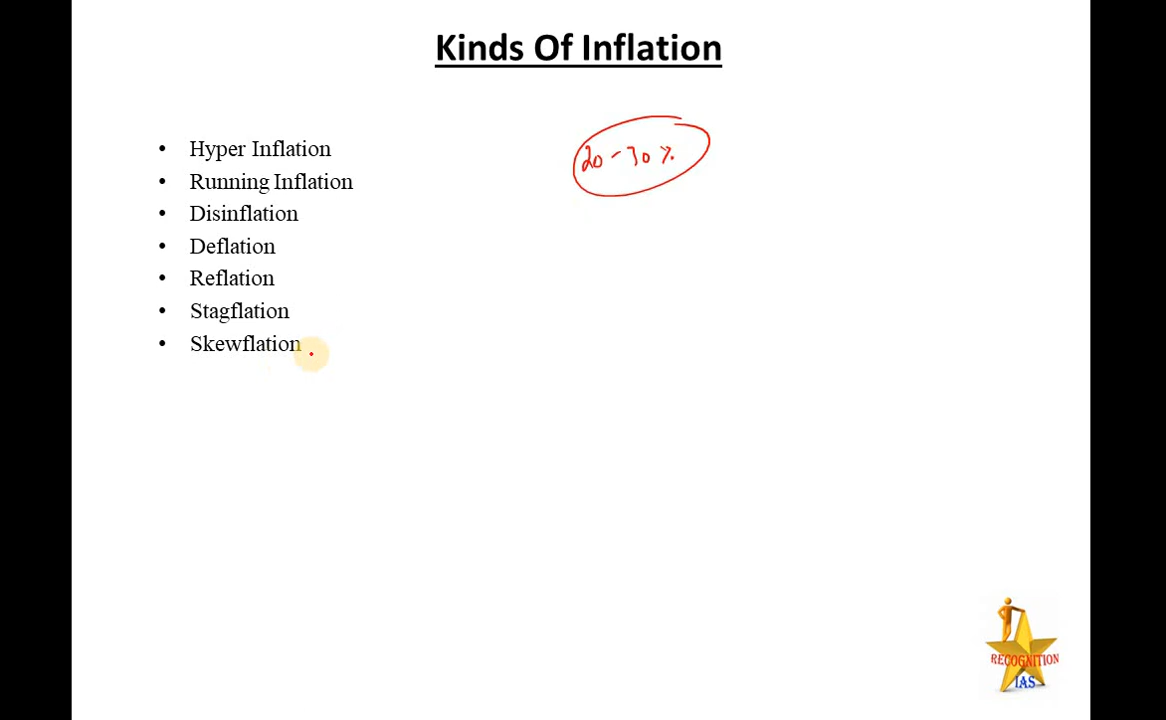 Kinds Of Inflation
20-30%
• Hyper Inflation
• Running Inflation
• Disinflation
• Deflation
• Reflation
• Stagflation
• Skewflation
RECOGNITION
IAS